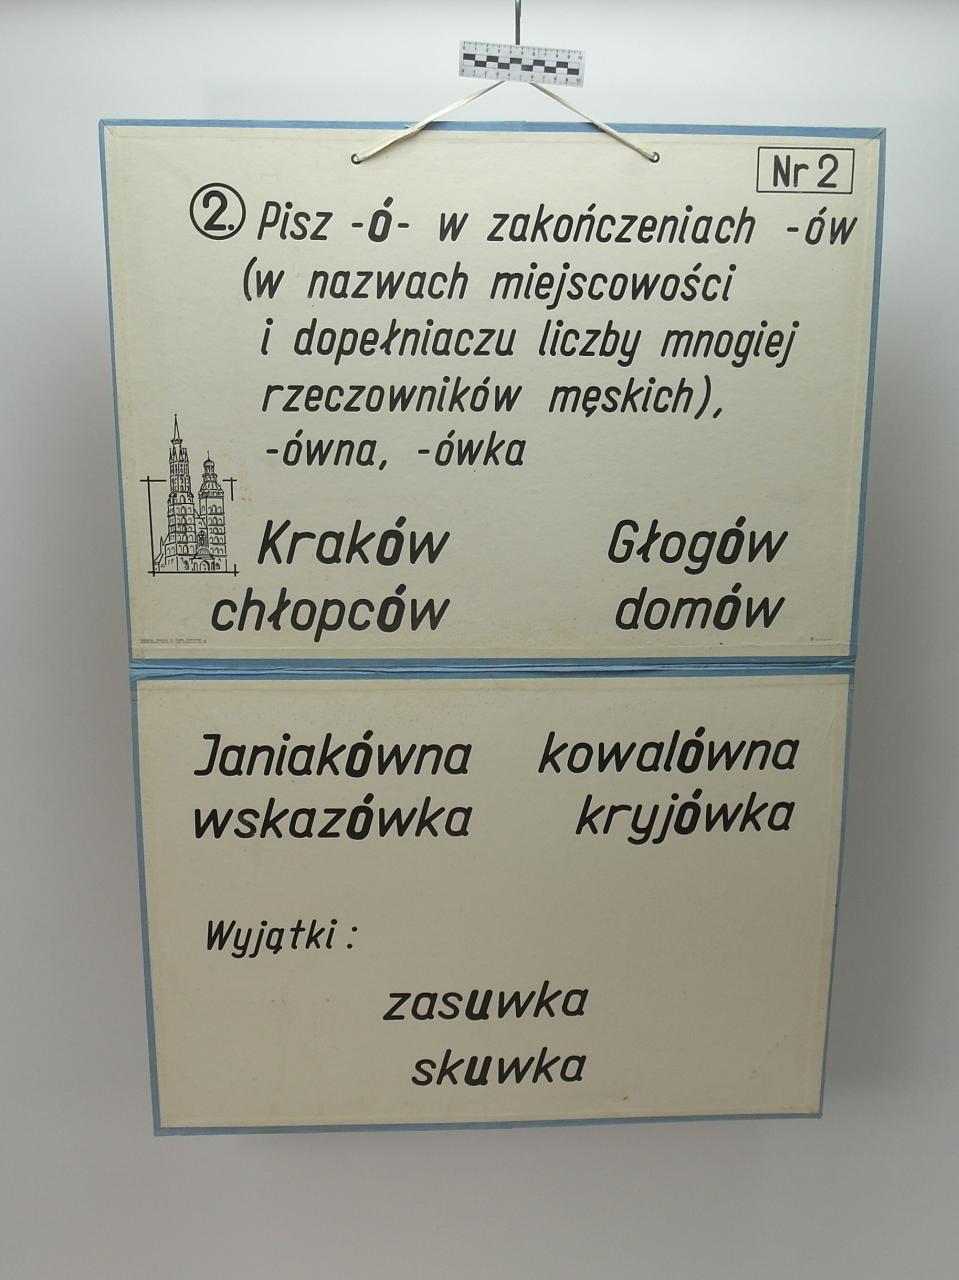 Nr 2
2. Pisz -ó- w zakończeniach -ów
(w nazwach miejscowości
i dopełniaczu liczby mnogiej
rzeczowników męskich),
-ówna, -ówka
Kraków Głogów
chłopców domów
Janiakówna kowalówna
wskazówka kryjówka
Wyjątki:
zasuwka
skuwka